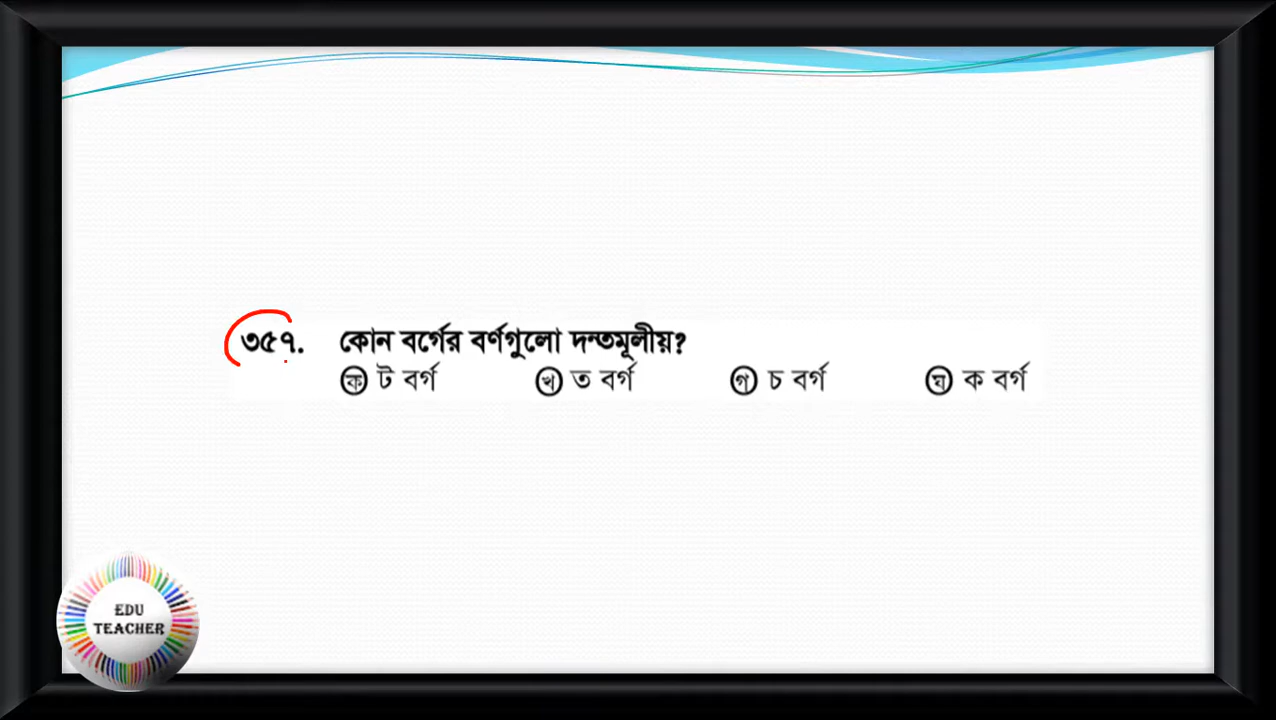 ৩৫৭. কোন বর্গের বর্ণগুলো দন্তমূলীয়?
ক ট বর্গ খ ত বর্গ গ চ বর্গ ঘ ক বর্গ
EDU
TEACHER